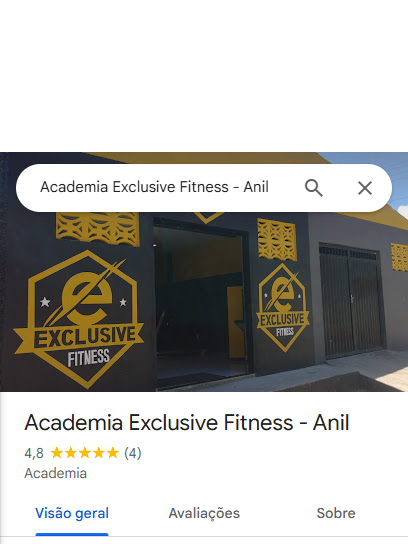 Academia Exclusive Fitness - Anil
e
EXCLUSIVE
FITNESS
e
EXCLUSIVE
FITNESS
Academia Exclusive Fitness - Anil
4,8 (4)
Academia
Visão geral
Avaliações
Sobre